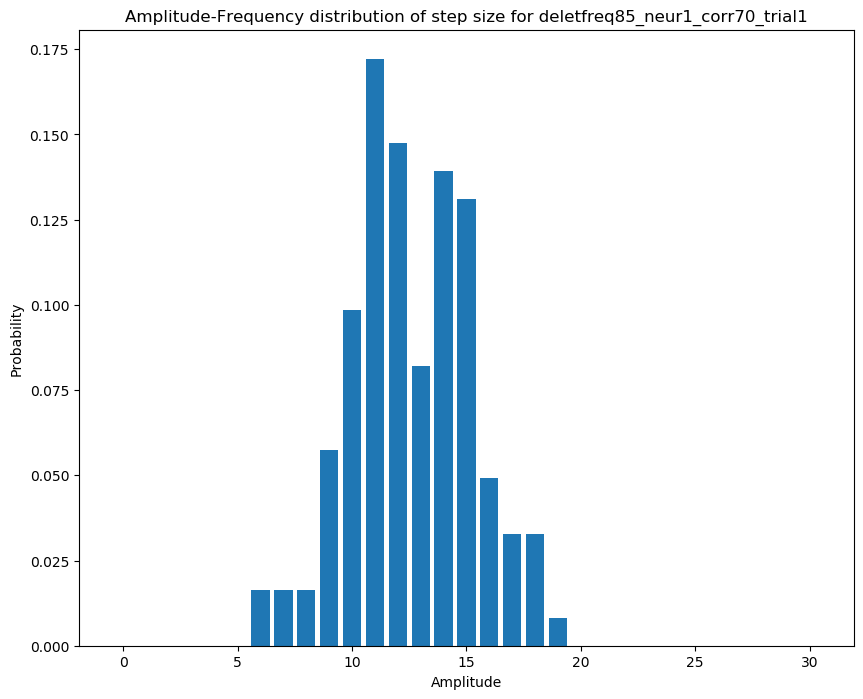 Amplitude-Frequency distribution of step size for deletfreq85_neur1_corr70_trial1
0.175
0.150
0.125
0.100
0.075
0.050
0.025
0.000
Probability
0 5 10 15 20 25 30
Amplitude